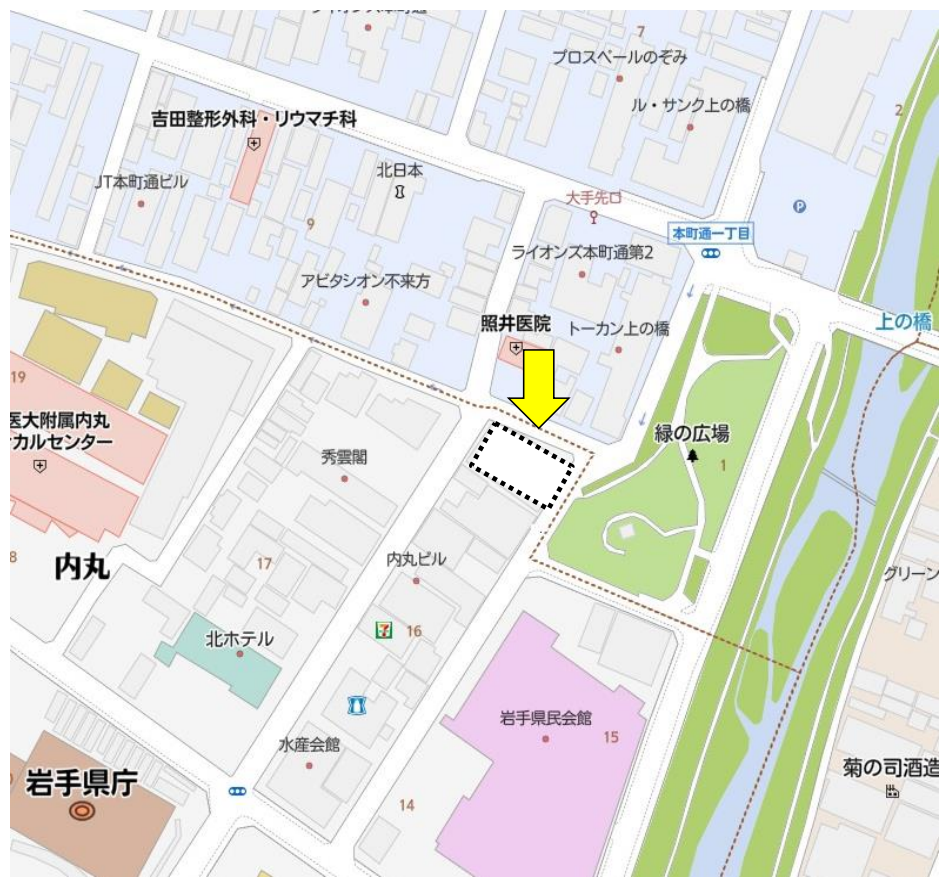 7
プロスペールのぞみ
ル・サンク上の橋
2
吉田整形外科・リウマチ科
北日本
JT本町通ビル
大手先口
P
9
本町通一丁目
ライオンズ本町通第2
アビタシオン不来方
照井医院
トーカン上の橋
上の橋
19
医大附属内丸
カルセンター
緑の広場
秀雲閣
1
内丸
17
内丸ビル
8
グリーン
16
北ホテル
岩手県民会館
15
水産会館
岩手県庁
菊の司酒造
14